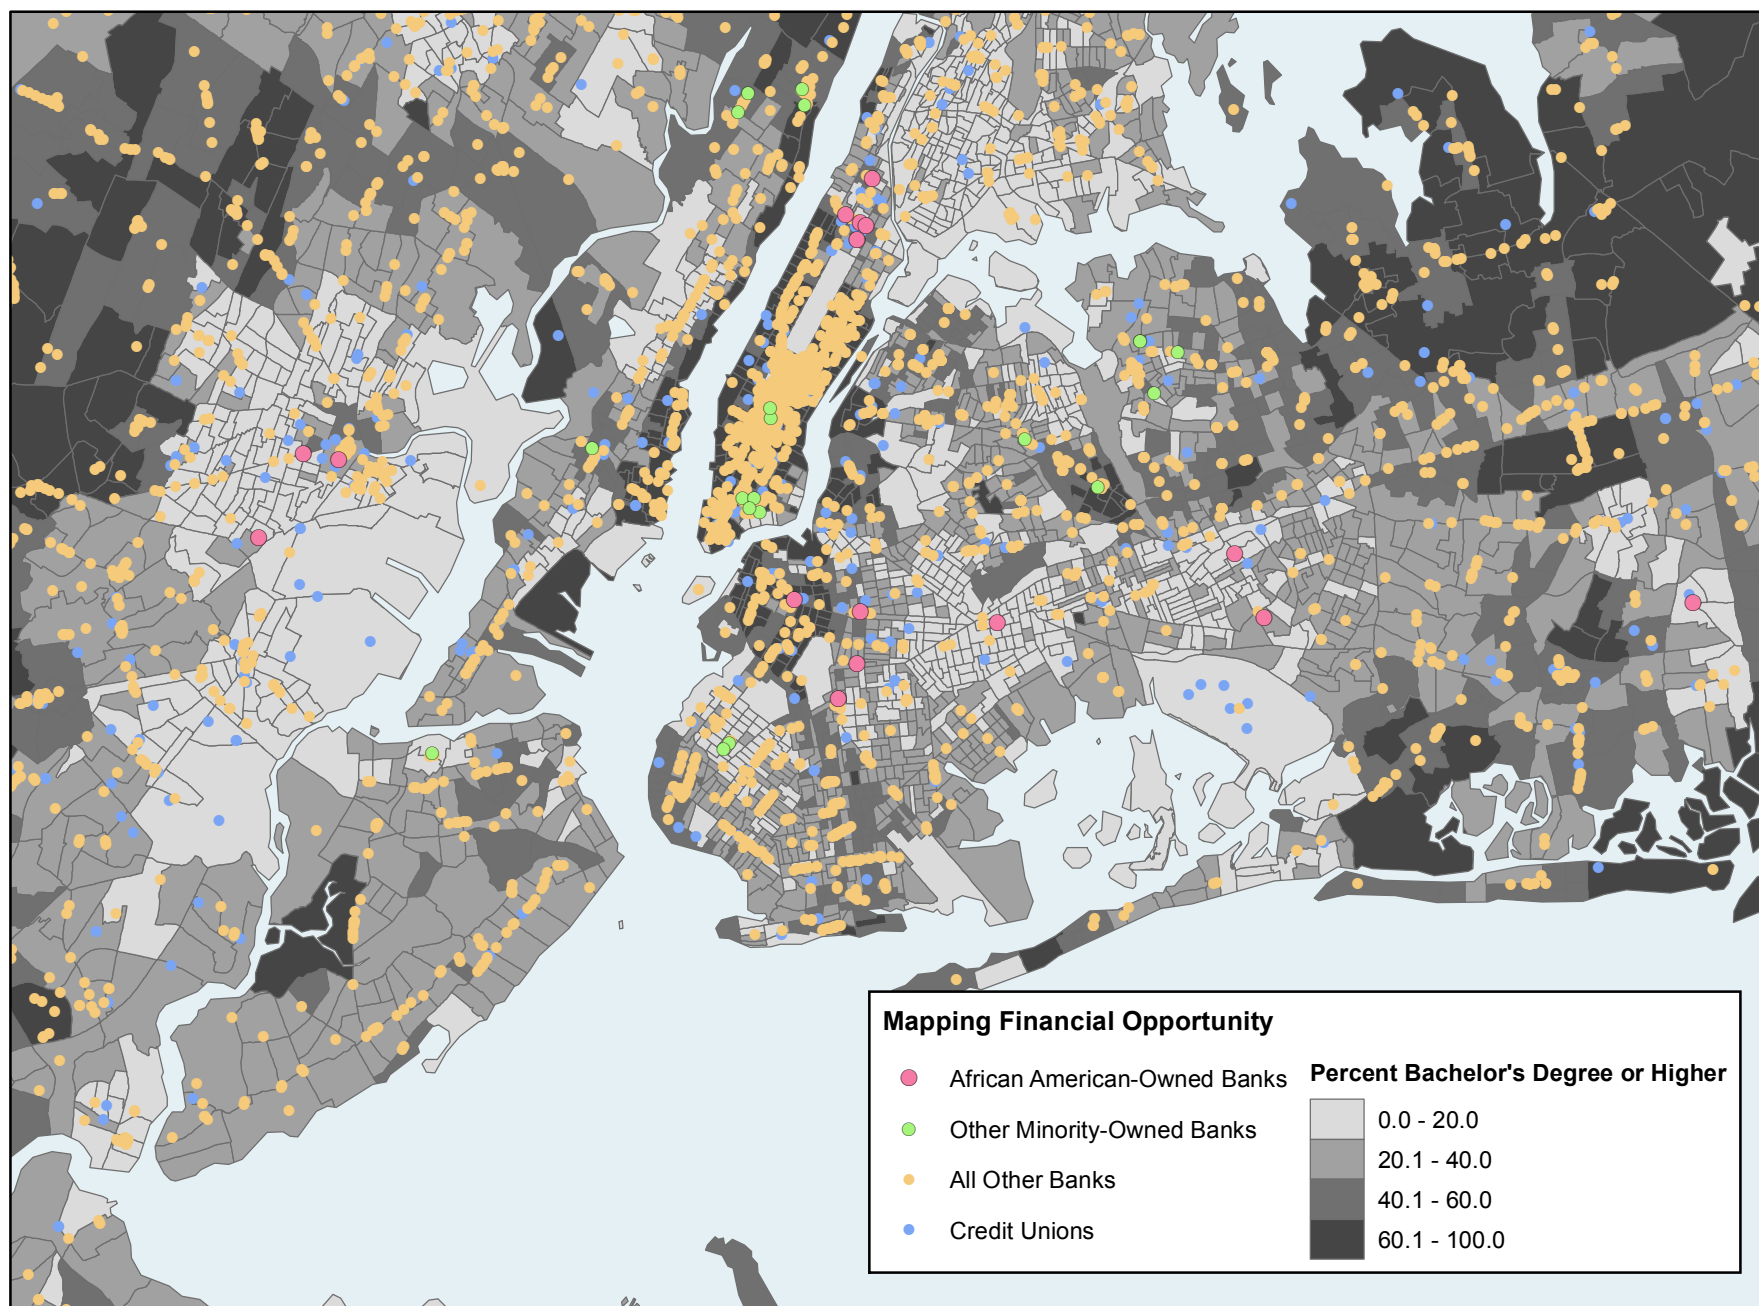 Mapping Financial Opportunity
African American-Owned Banks
Other Minority-Owned Banks
All Other Banks
Credit Unions
Percent Bachelor's Degree or Higher
0.0 - 20.0
20.1 - 40.0
40.1 - 60.0
60.1 - 100.0